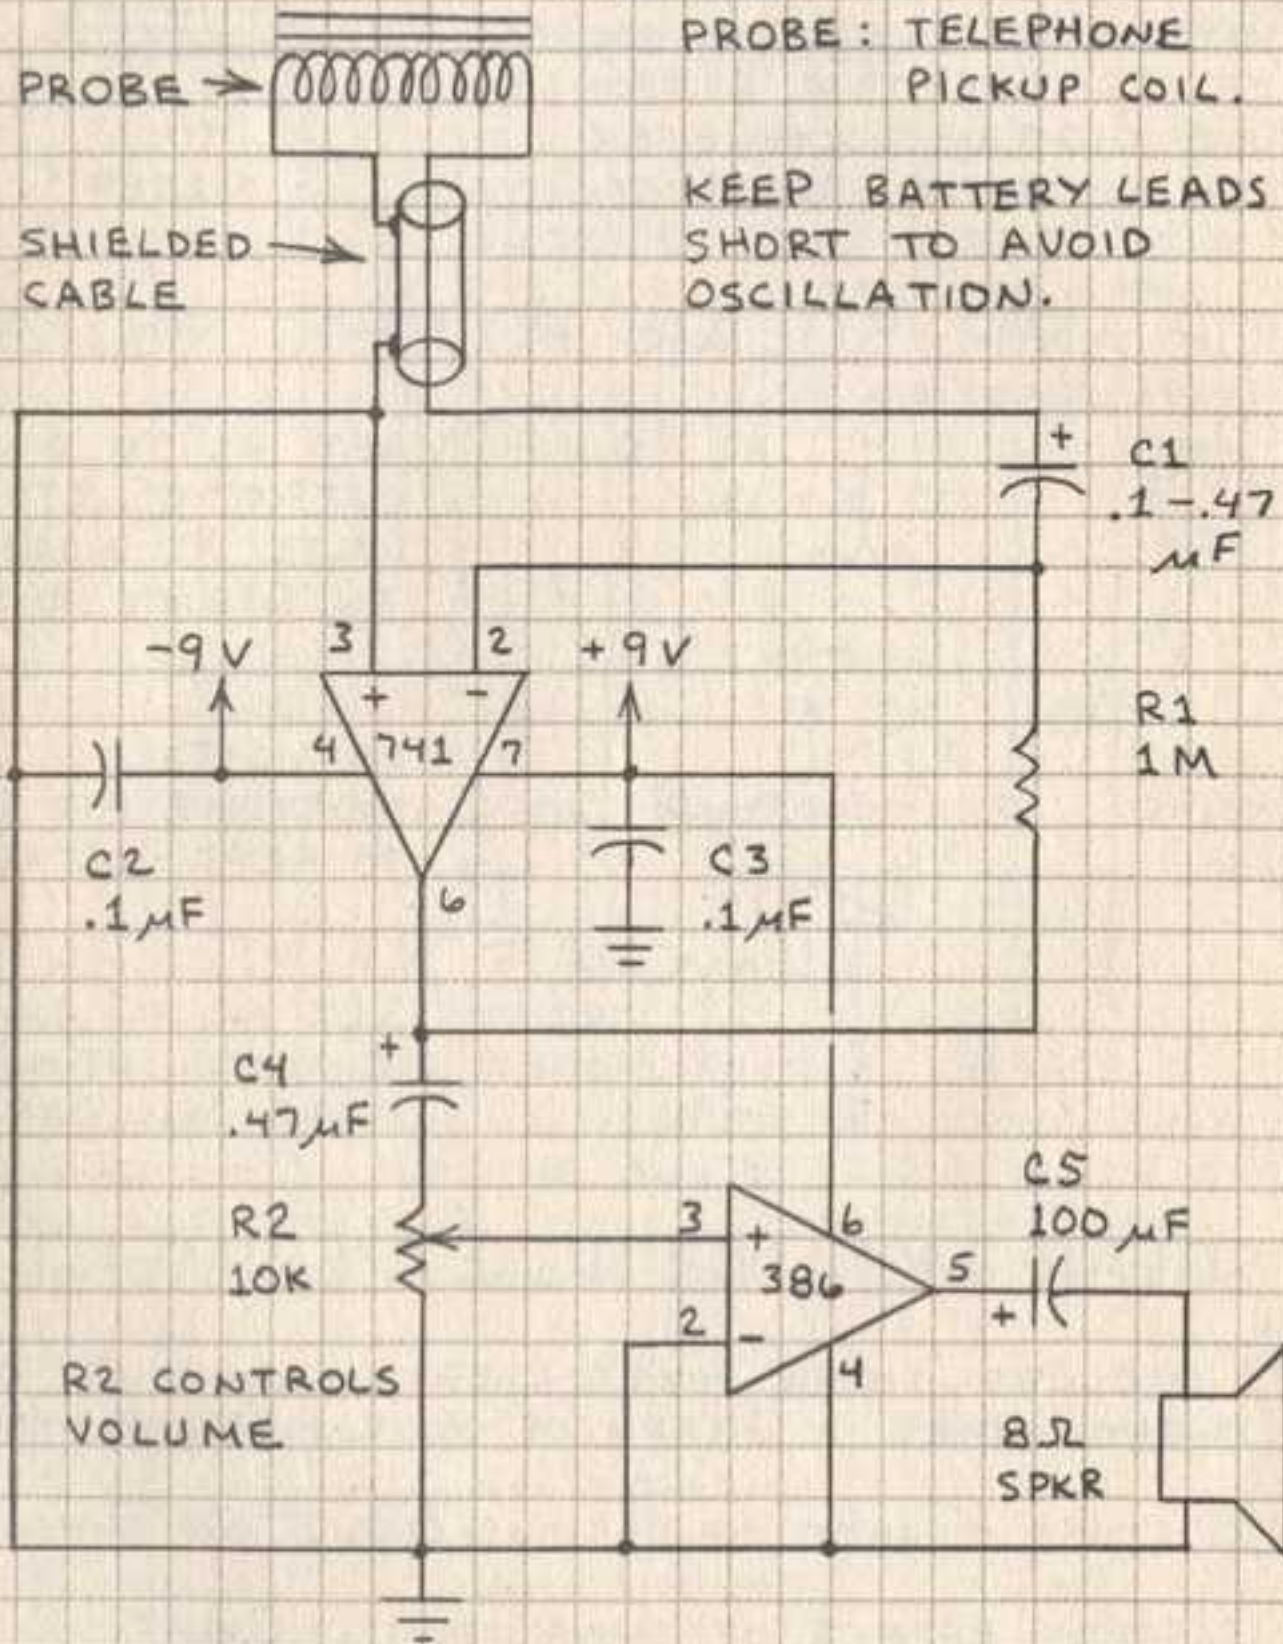 PROBE
PROBE: TELEPHONE
PICKUP COIL.
SHIELDED
CABLE
KEEP BATTERY LEADS
SHORT TO AVOID
OSCILLATION.
+
C1
.1-.47
µF
-9V
3
2
+9V
+
-
4
741
7
R1
1M
C2
.1µF
6
C3
.1µF
+
C4
.47µF
R2
10K
3
+
386
6
2
-
4
5
+
C5
100µF
R2 CONTROLS
VOLUME
8Ω
SPKR